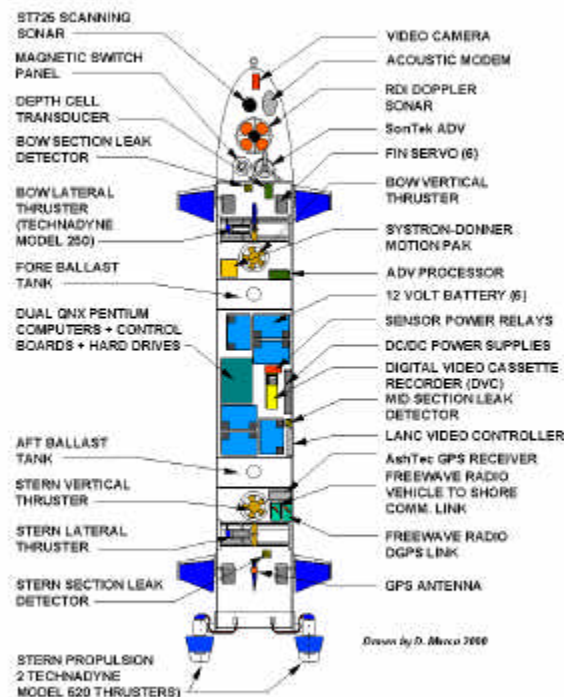 ST725 SCANNING
SONAR
MAGNETIC SWITCH
PANEL
DEPTH CELL
TRANSDUCER
BOW SECTION LEAK
DETECTOR
BOW LATERAL
THRUSTER
(TECHNADYNE
MODEL 250)
FORE BALLAST
TANK
DUAL QNX PENTIUM
COMPUTERS + CONTROL
BOARDS + HARD DRIVES
AFT BALLAST
TANK
STERN VERTICAL
THRUSTER
STERN LATERAL
THRUSTER
STERN SECTION LEAK
DETECTOR
STERN PROPULSION
2 TECHNADYNE
MODEL 520 THRUSTERS)
VIDEO CAMERA
ACOUSTIC MODEM
RDI DOPPLER
SONAR
SonTek ADV
FIN SERVO (6)
BOW VERTICAL
THRUSTER
SYSTRON-DONNER
MOTION PAK
ADV PROCESSOR
12 VOLT BATTERY (6)
SENSOR POWER RELAYS
DC/DC POWER SUPPLIES
DIGITAL VIDEO CASSETTE
RECORDER (DVC)
MID SECTION LEAK
DETECTOR
LANC VIDEO CONTROLLER
AshTec GPS RECEIVER
FREEWAVE RADIO
VEHICLE TO SHORE
COMM. LINK
FREEWAVE RADIO
DGPS LINK
GPS ANTENNA
Drawn by D. Marco 2000